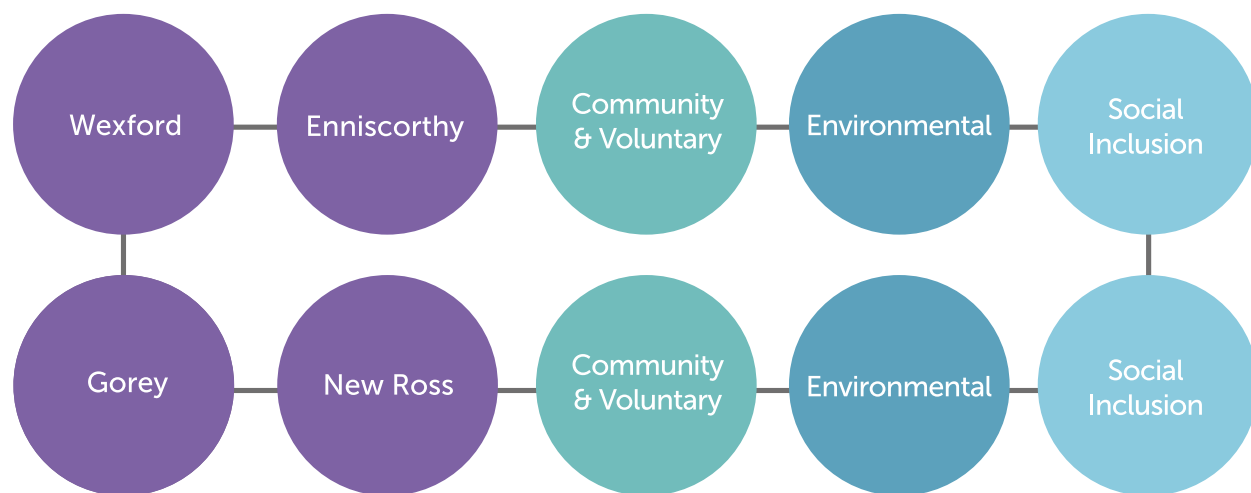 Wexford
Enniscorthy
Community
& Voluntary
Environmental
Social
Inclusion
Gorey
New Ross
Community
& Voluntary
Environmental
Social
Inclusion